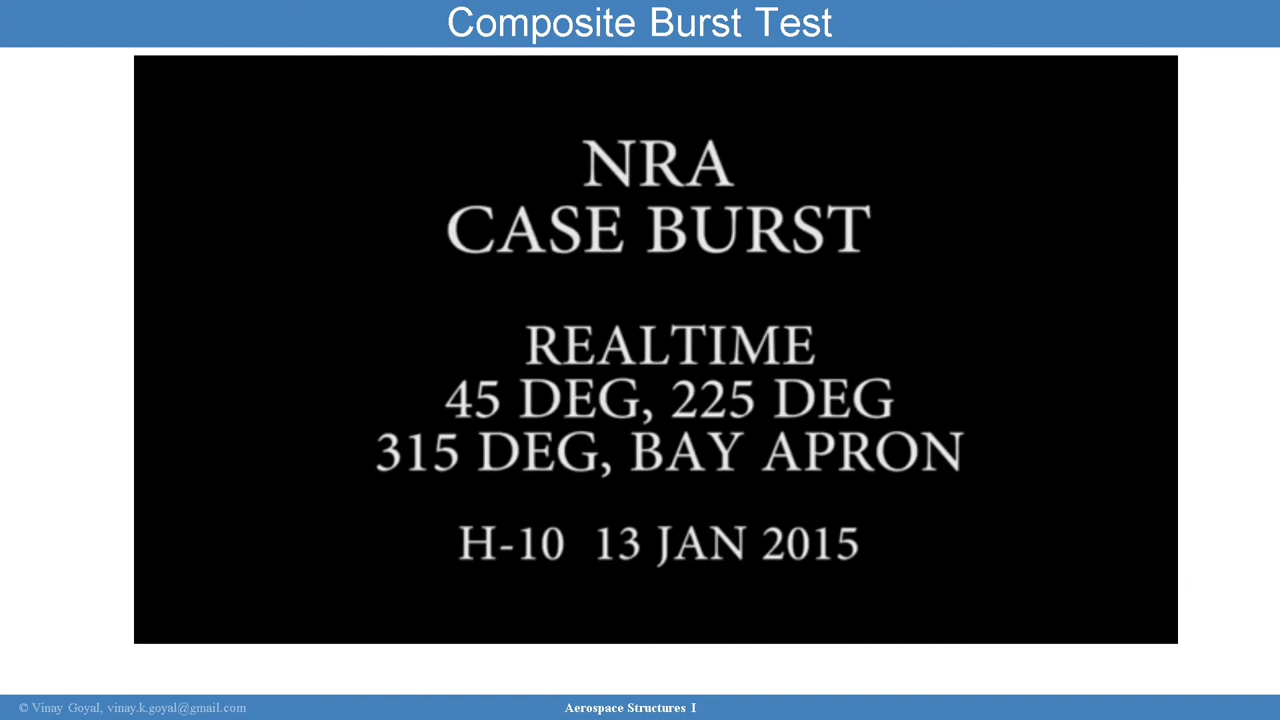 Composite Burst Test
NRA
CASE BURST
REALTIME
45 DEG, 225 DEG
315 DEG, BAY APRON
H-10 13 JAN 2015
© Vinay Goyal, vinay.k.goyal@gmail.com
Aerospace Structures I